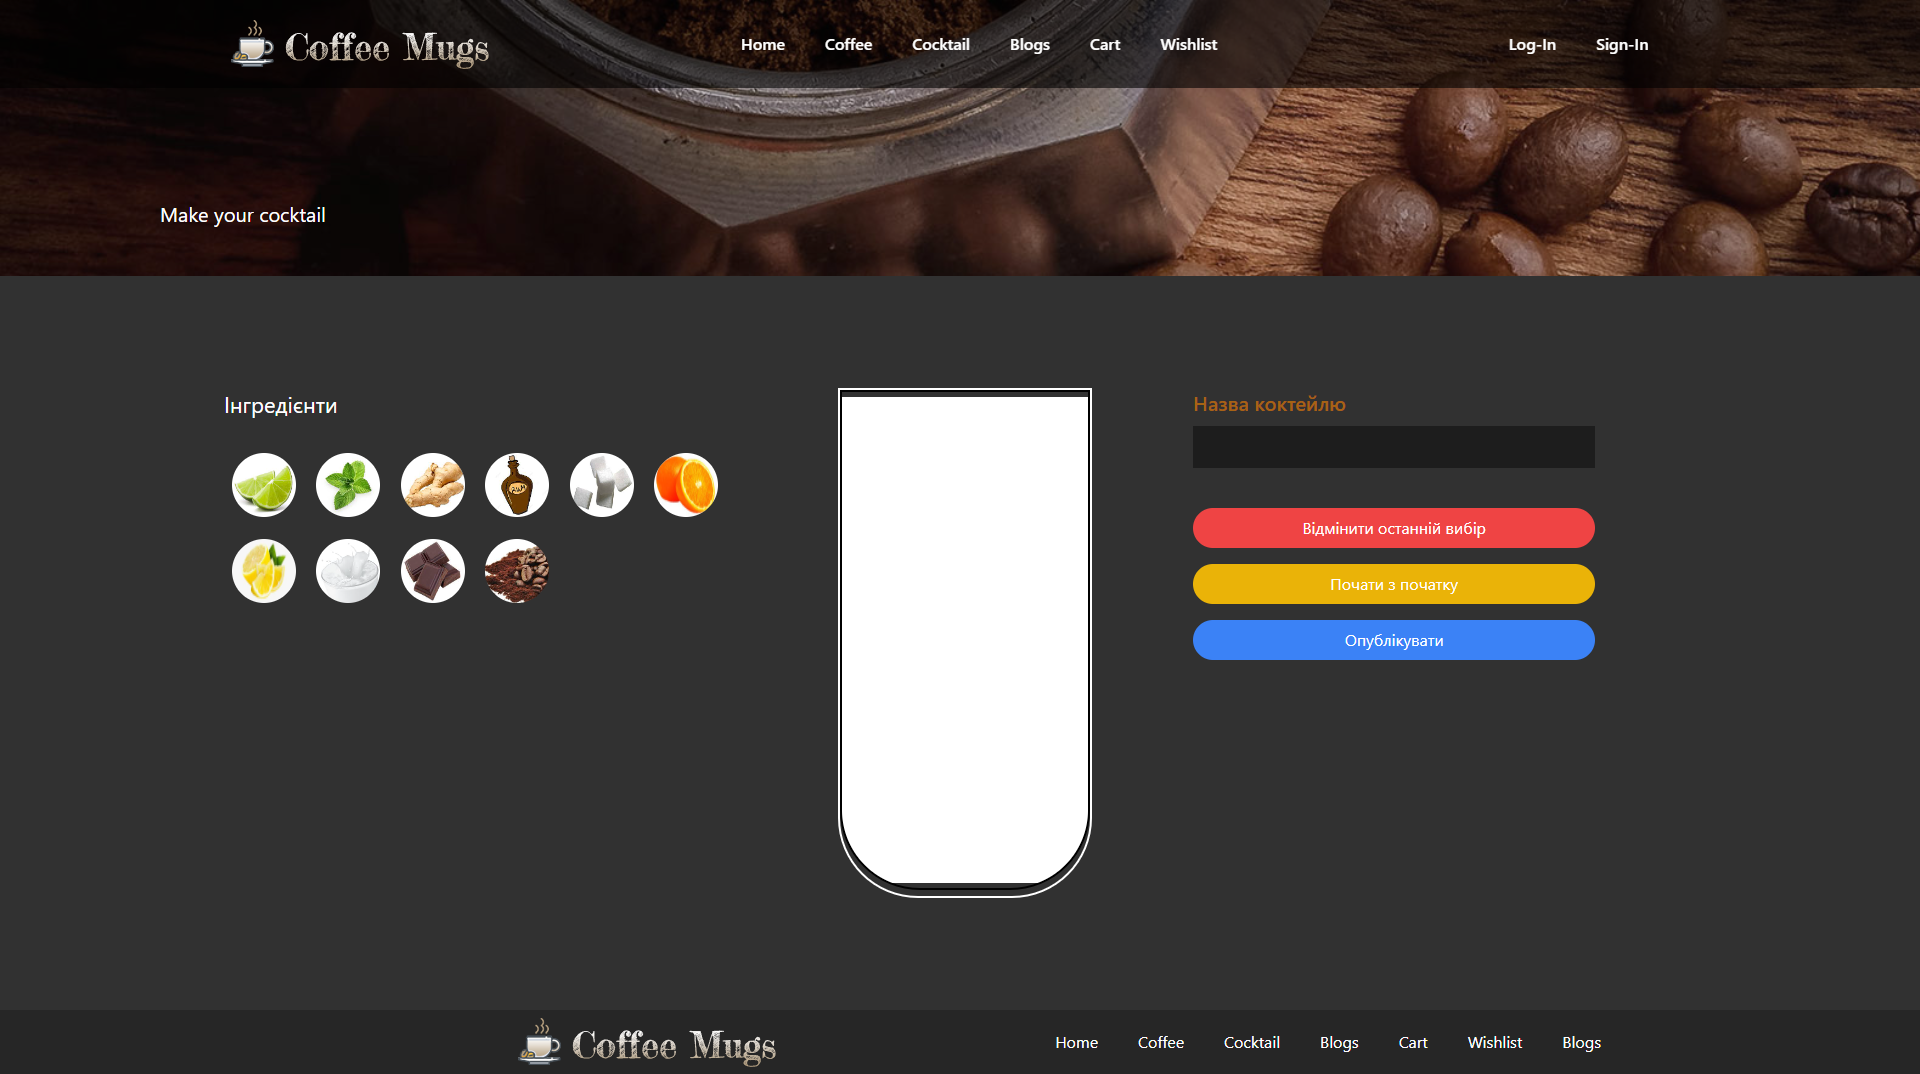 Coffee Mugs
Home Coffee Cocktail Blogs Cart Wishlist
Log-In Sign-In
Make your cocktail
Інгредієнти
RUM
Назва коктейлю
Відмінити останній вибір
Почати з початку
Опублікувати
Coffee Mugs
Home Coffee Cocktail Blogs Cart Wishlist Blogs